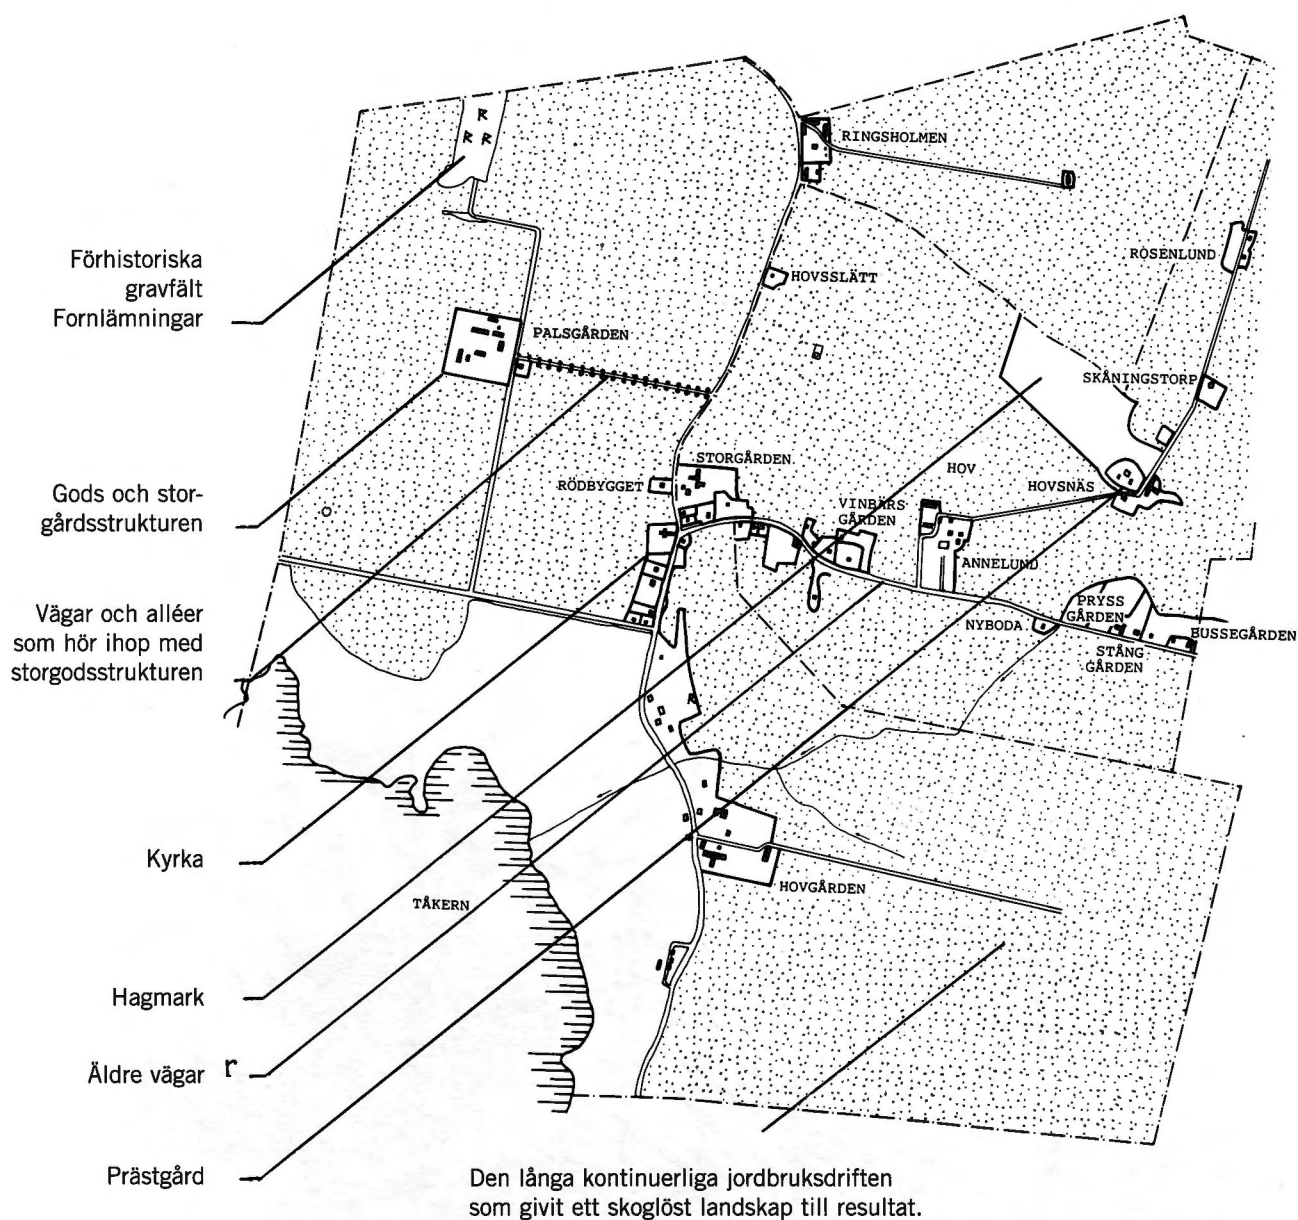 RINGSHOLMEN
ROSENLUND
Förhistoriska
gravfält
Fornlämningar
HOVSSLÄTT
PALSGÅRDEN
SKÅNINGSTORP
STORGÅRDEN
RÖDBYGGET
HOV
HOVSNÄS
Gods och stor-
gårdsstrukturen
VINBÄRS
GÅRDEN
ANNELUND
Vägar och alléer
som hör ihop med
storgodsstrukturen
PRYSS
GÅRDEN
NYBODA
BUSSEGÅRDEN
STÅNG
GÅRDEN
R
R R
R
Kyrka
HOVGÅRDEN
TÅKERN
Hagmark
Äldre vägar r
Prästgård
Den långa kontinuerliga jordbruksdriften
som givit ett skoglöst landskap till resultat.